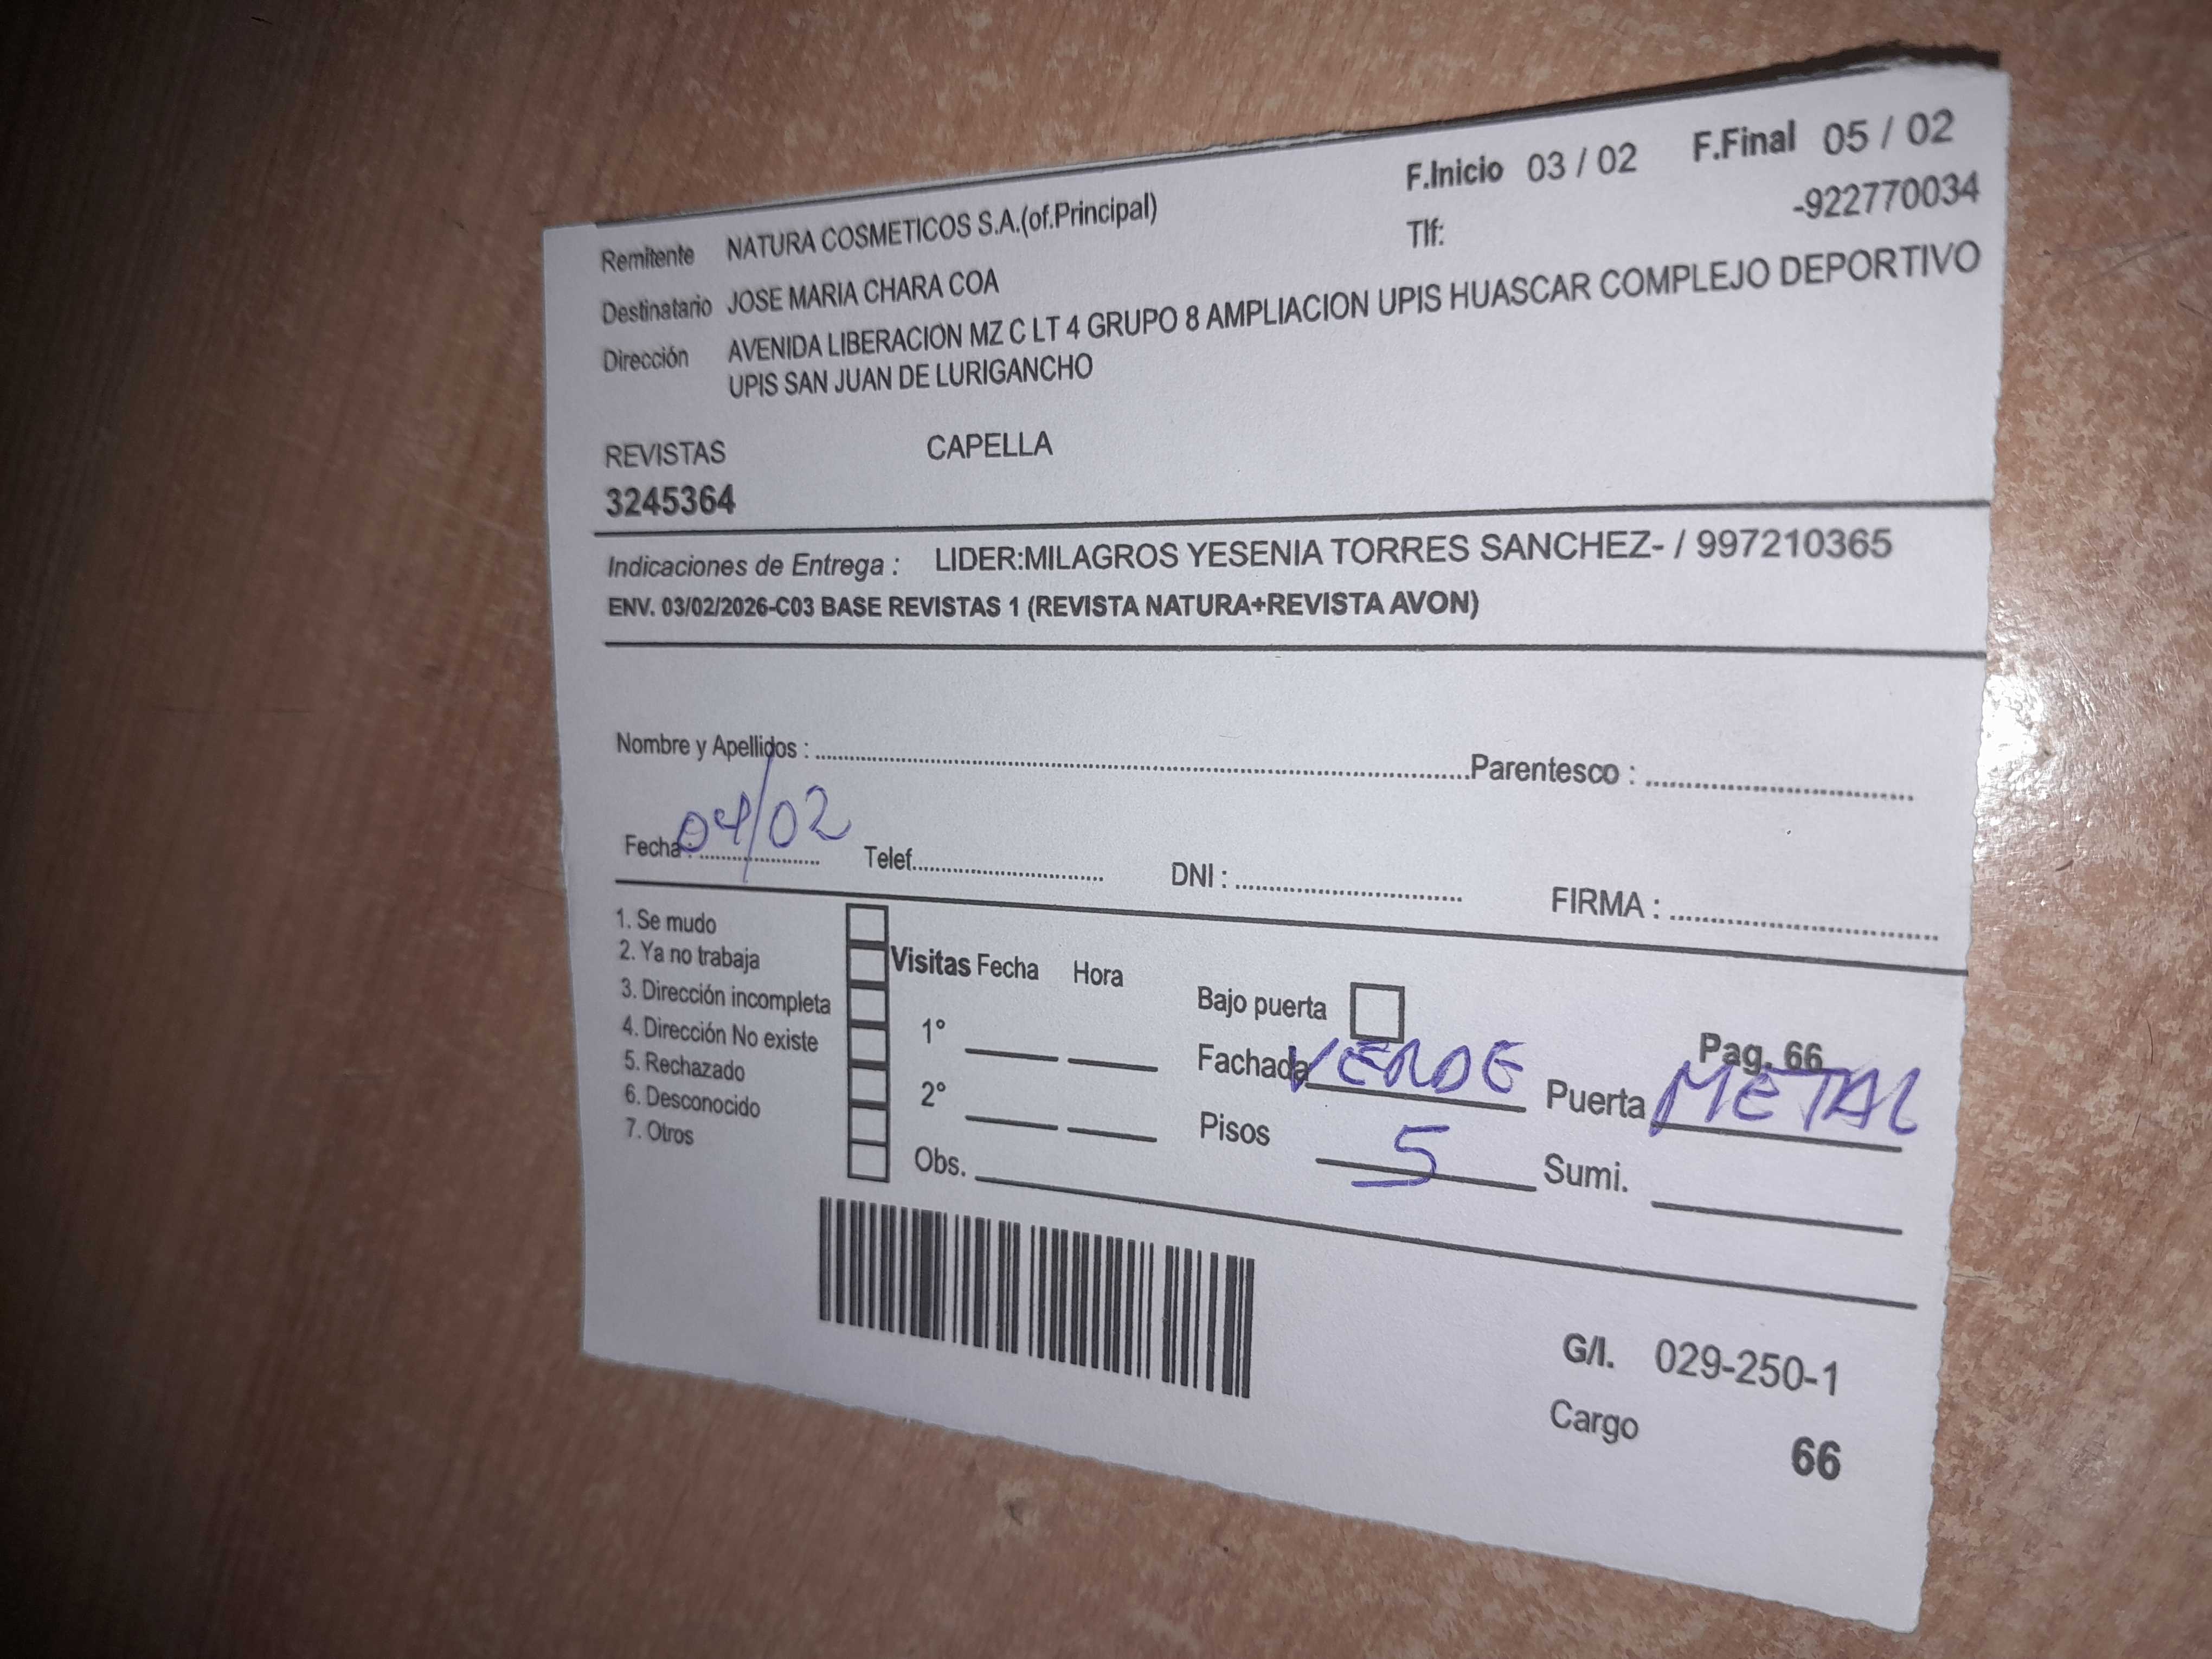 F.Inicio 03 / 02 F.Final 05 / 02
Remitente NATURA COSMETICOS S.A.(of.Principal) Tlf: -922770034
Destinatario JOSE MARIA CHARA COA
Dirección AVENIDA LIBERACION MZ C LT 4 GRUPO 8 AMPLIACION UPIS HUASCAR COMPLEJO DEPORTIVO
UPIS SAN JUAN DE LURIGANCHO
REVISTAS CAPELLA
3245364
Indicaciones de Entrega : LIDER:MILAGROS YESENIA TORRES SANCHEZ- / 997210365
ENV. 03/02/2026-C03 BASE REVISTAS 1 (REVISTA NATURA+REVISTA AVON)
Nombre y Apellidos : Parentesco :
Fecha : 04/02 Telef. DNI : FIRMA :
1. Se mudo
2. Ya no trabaja
3. Dirección incompleta
4. Dirección No existe
5. Rechazado
6. Desconocido
7. Otros
Visitas Fecha Hora
1°
2°
Obs.
Bajo puerta Pag. 66
Fachada VERDE Puerta METAL
Pisos 5 Sumi.
G/I. 029-250-1
Cargo 66